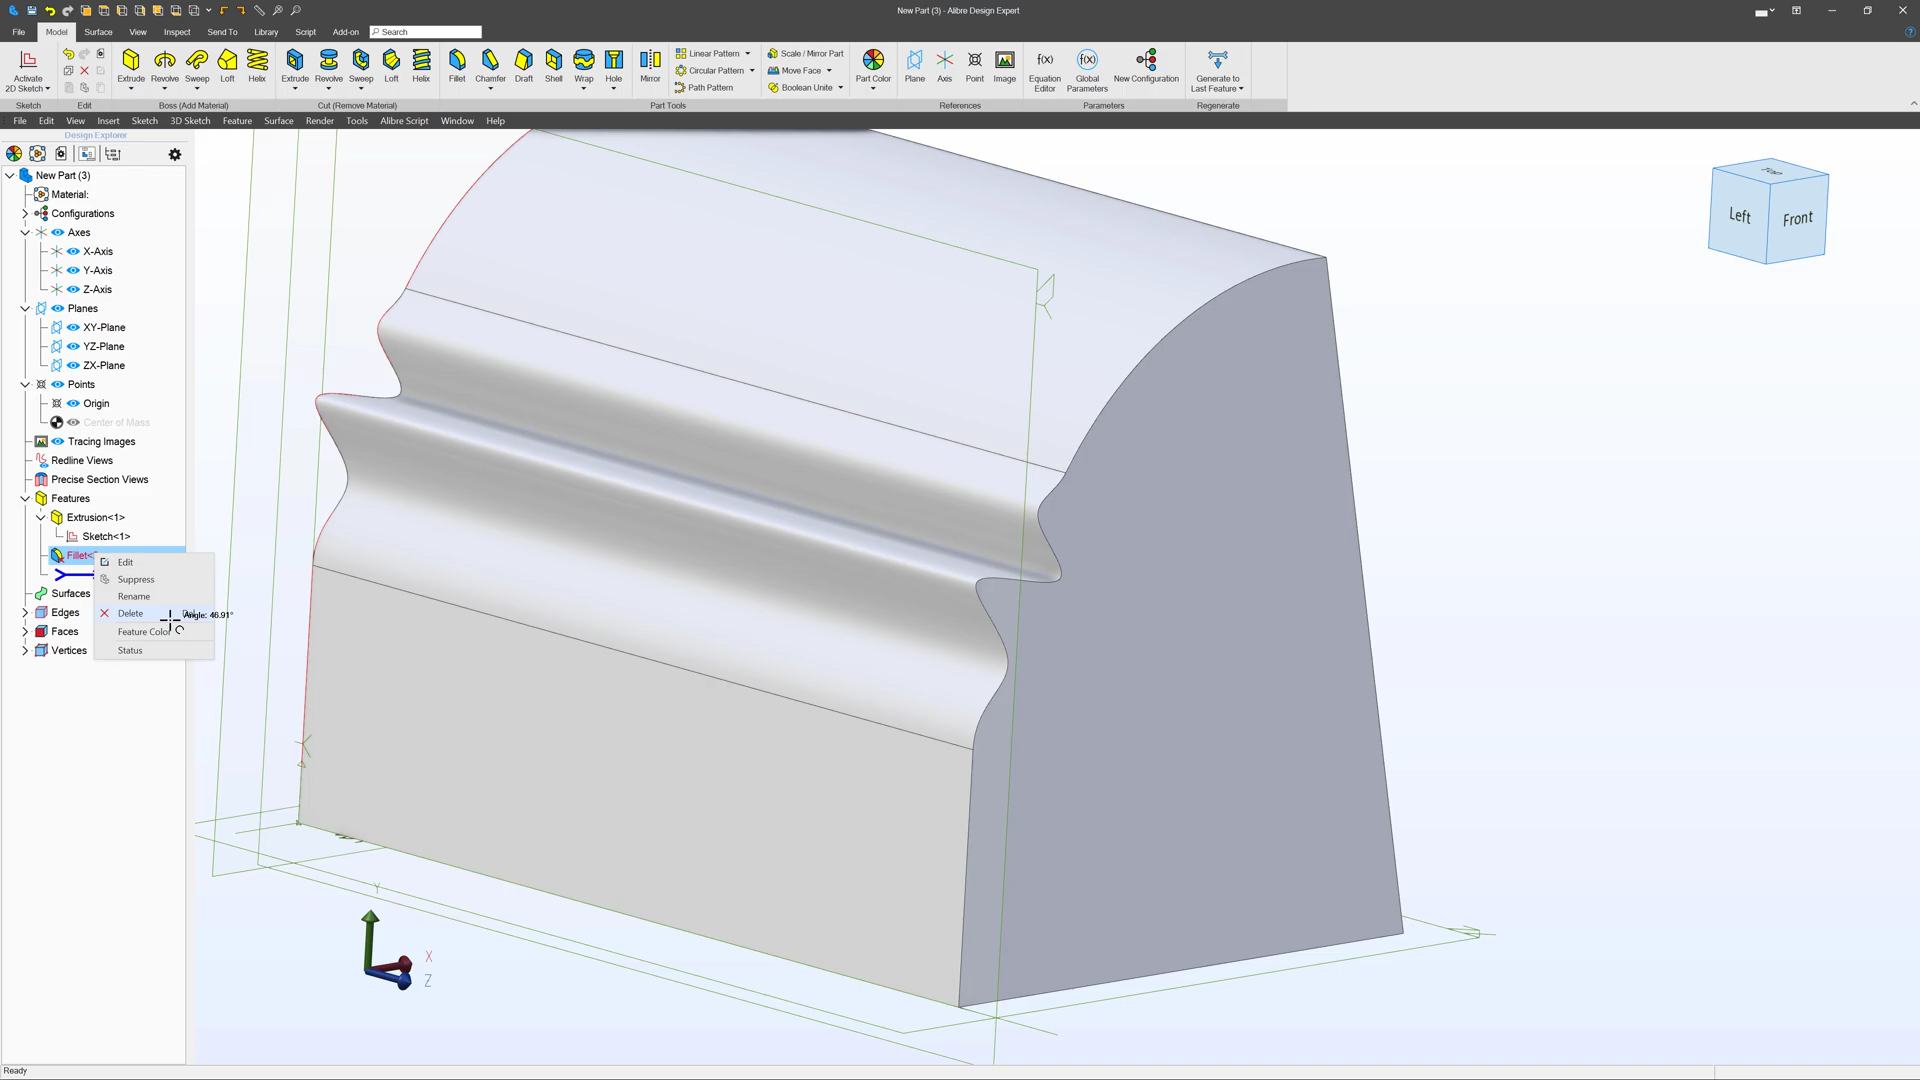 New Part (3) - Alibre Design Expert
File Model Surface View Inspect Send To Library Script Add-on Search
Activate
2D Sketch
Extrude Revolve Sweep Loft Helix
Extrude Revolve Sweep Loft Helix
Fillet Chamfer Draft Shell Wrap Hole
Mirror
Linear Pattern
Circular Pattern
Path Pattern
Scale / Mirror Part
Move Face
Boolean Unite
Part Color
Plane Axis Point Image
Equation
Editor
Global
Parameters
New Configuration
Generate to
Last Feature
Sketch Edit Boss (Add Material) Cut (Remove Material) Part Tools References Parameters Regenerate
File Edit View Insert Sketch 3D Sketch Feature Surface Render Tools Alibre Script Window Help
Design Explorer
New Part (3)
Material:
Configurations
Axes
X-Axis
Y-Axis
Z-Axis
Planes
XY-Plane
YZ-Plane
ZX-Plane
Points
Origin
Center of Mass
Tracing Images
Redline Views
Precise Section Views
Features
Extrusion<1>
Sketch<1>
Fillet<
Surfaces
Edges
Faces
Vertices
Edit
Suppress
Rename
Delete
Angle: 46.91°
Feature Color
Status
Top
Left
Front
Y
X
Z
Ready